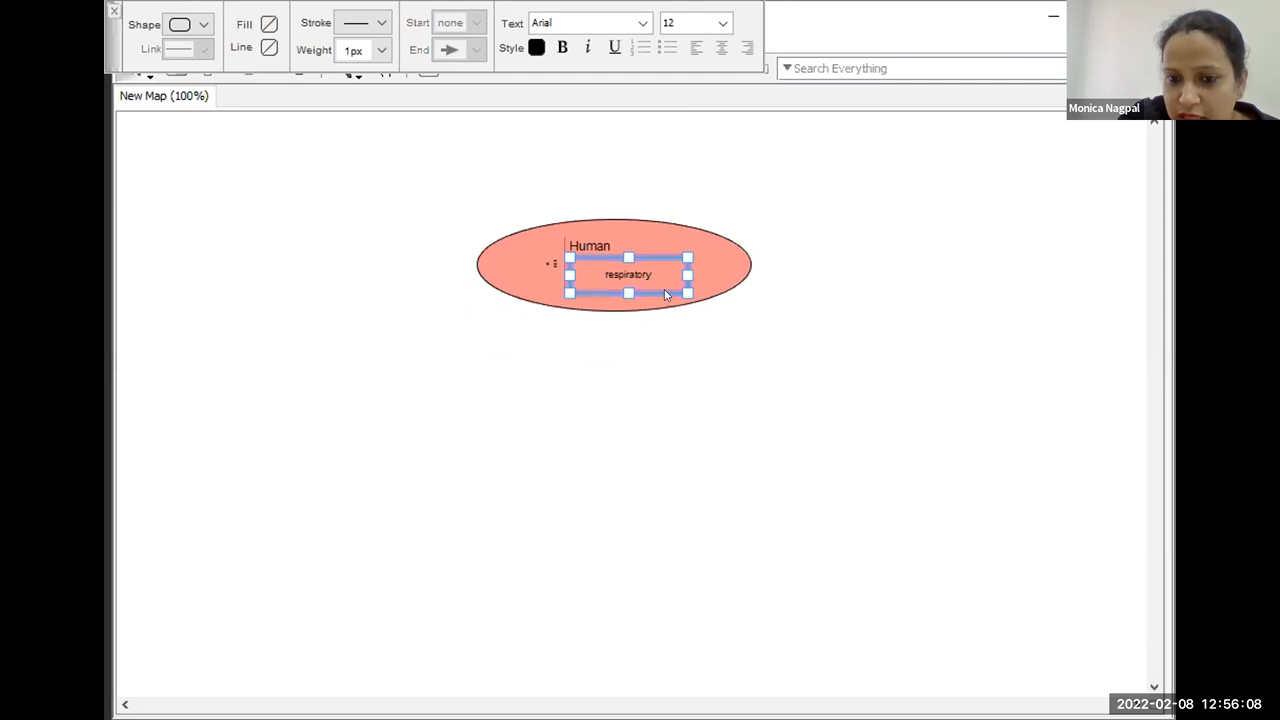 Shape
Fill
Stroke
Start
none
Text
Arial
12
Link
Line
Weight
1px
End
Style
B
i
U
Search Everything
New Map (100%)
Monica Nagpal
Human
respiratory
2022-02-08 12:56:08